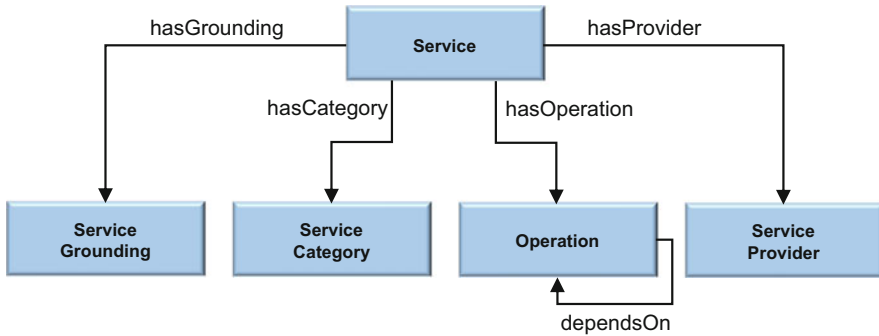 hasGrounding
Service
hasProvider
hasCategory
hasOperation
Service
Grounding
Service
Category
Operation
Service
Provider
dependsOn